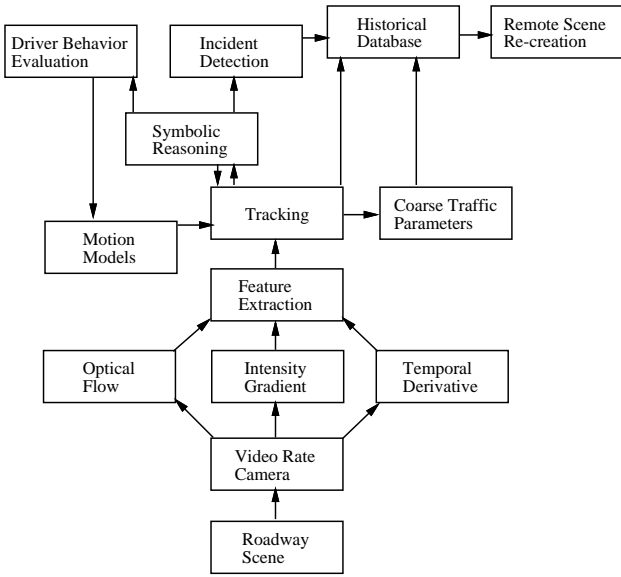 Driver Behavior
Evaluation
Incident
Detection
Historical
Database
Remote Scene
Re-creation
Symbolic
Reasoning
Tracking
Coarse Traffic
Parameters
Motion
Models
Feature
Extraction
Optical
Flow
Intensity
Gradient
Temporal
Derivative
Video Rate
Camera
Roadway
Scene